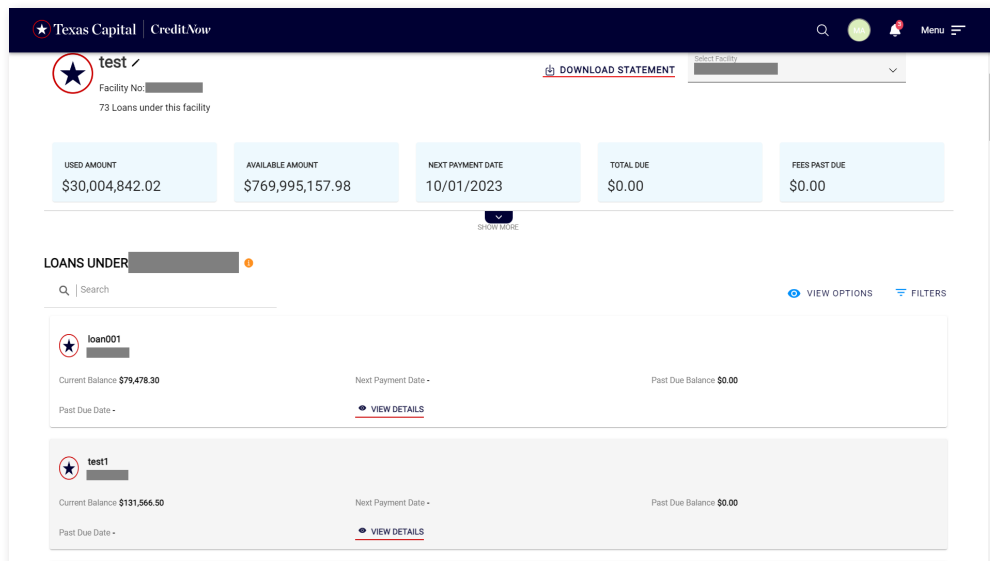 Texas Capital CreditNow
MA 3 Menu
test
Facility No:
73 Loans under this facility
DOWNLOAD STATEMENT
Select Facility
USED AMOUNT
$30,004,842.02
AVAILABLE AMOUNT
$769,995,157.98
NEXT PAYMENT DATE
10/01/2023
TOTAL DUE
$0.00
FEES PAST DUE
$0.00
SHOW MORE
LOANS UNDER
Search
VIEW OPTIONS
FILTERS
loan001
Current Balance $79,478.30
Next Payment Date -
Past Due Balance $0.00
Past Due Date -
VIEW DETAILS
test1
Current Balance $131,566.50
Next Payment Date -
Past Due Balance $0.00
Past Due Date -
VIEW DETAILS